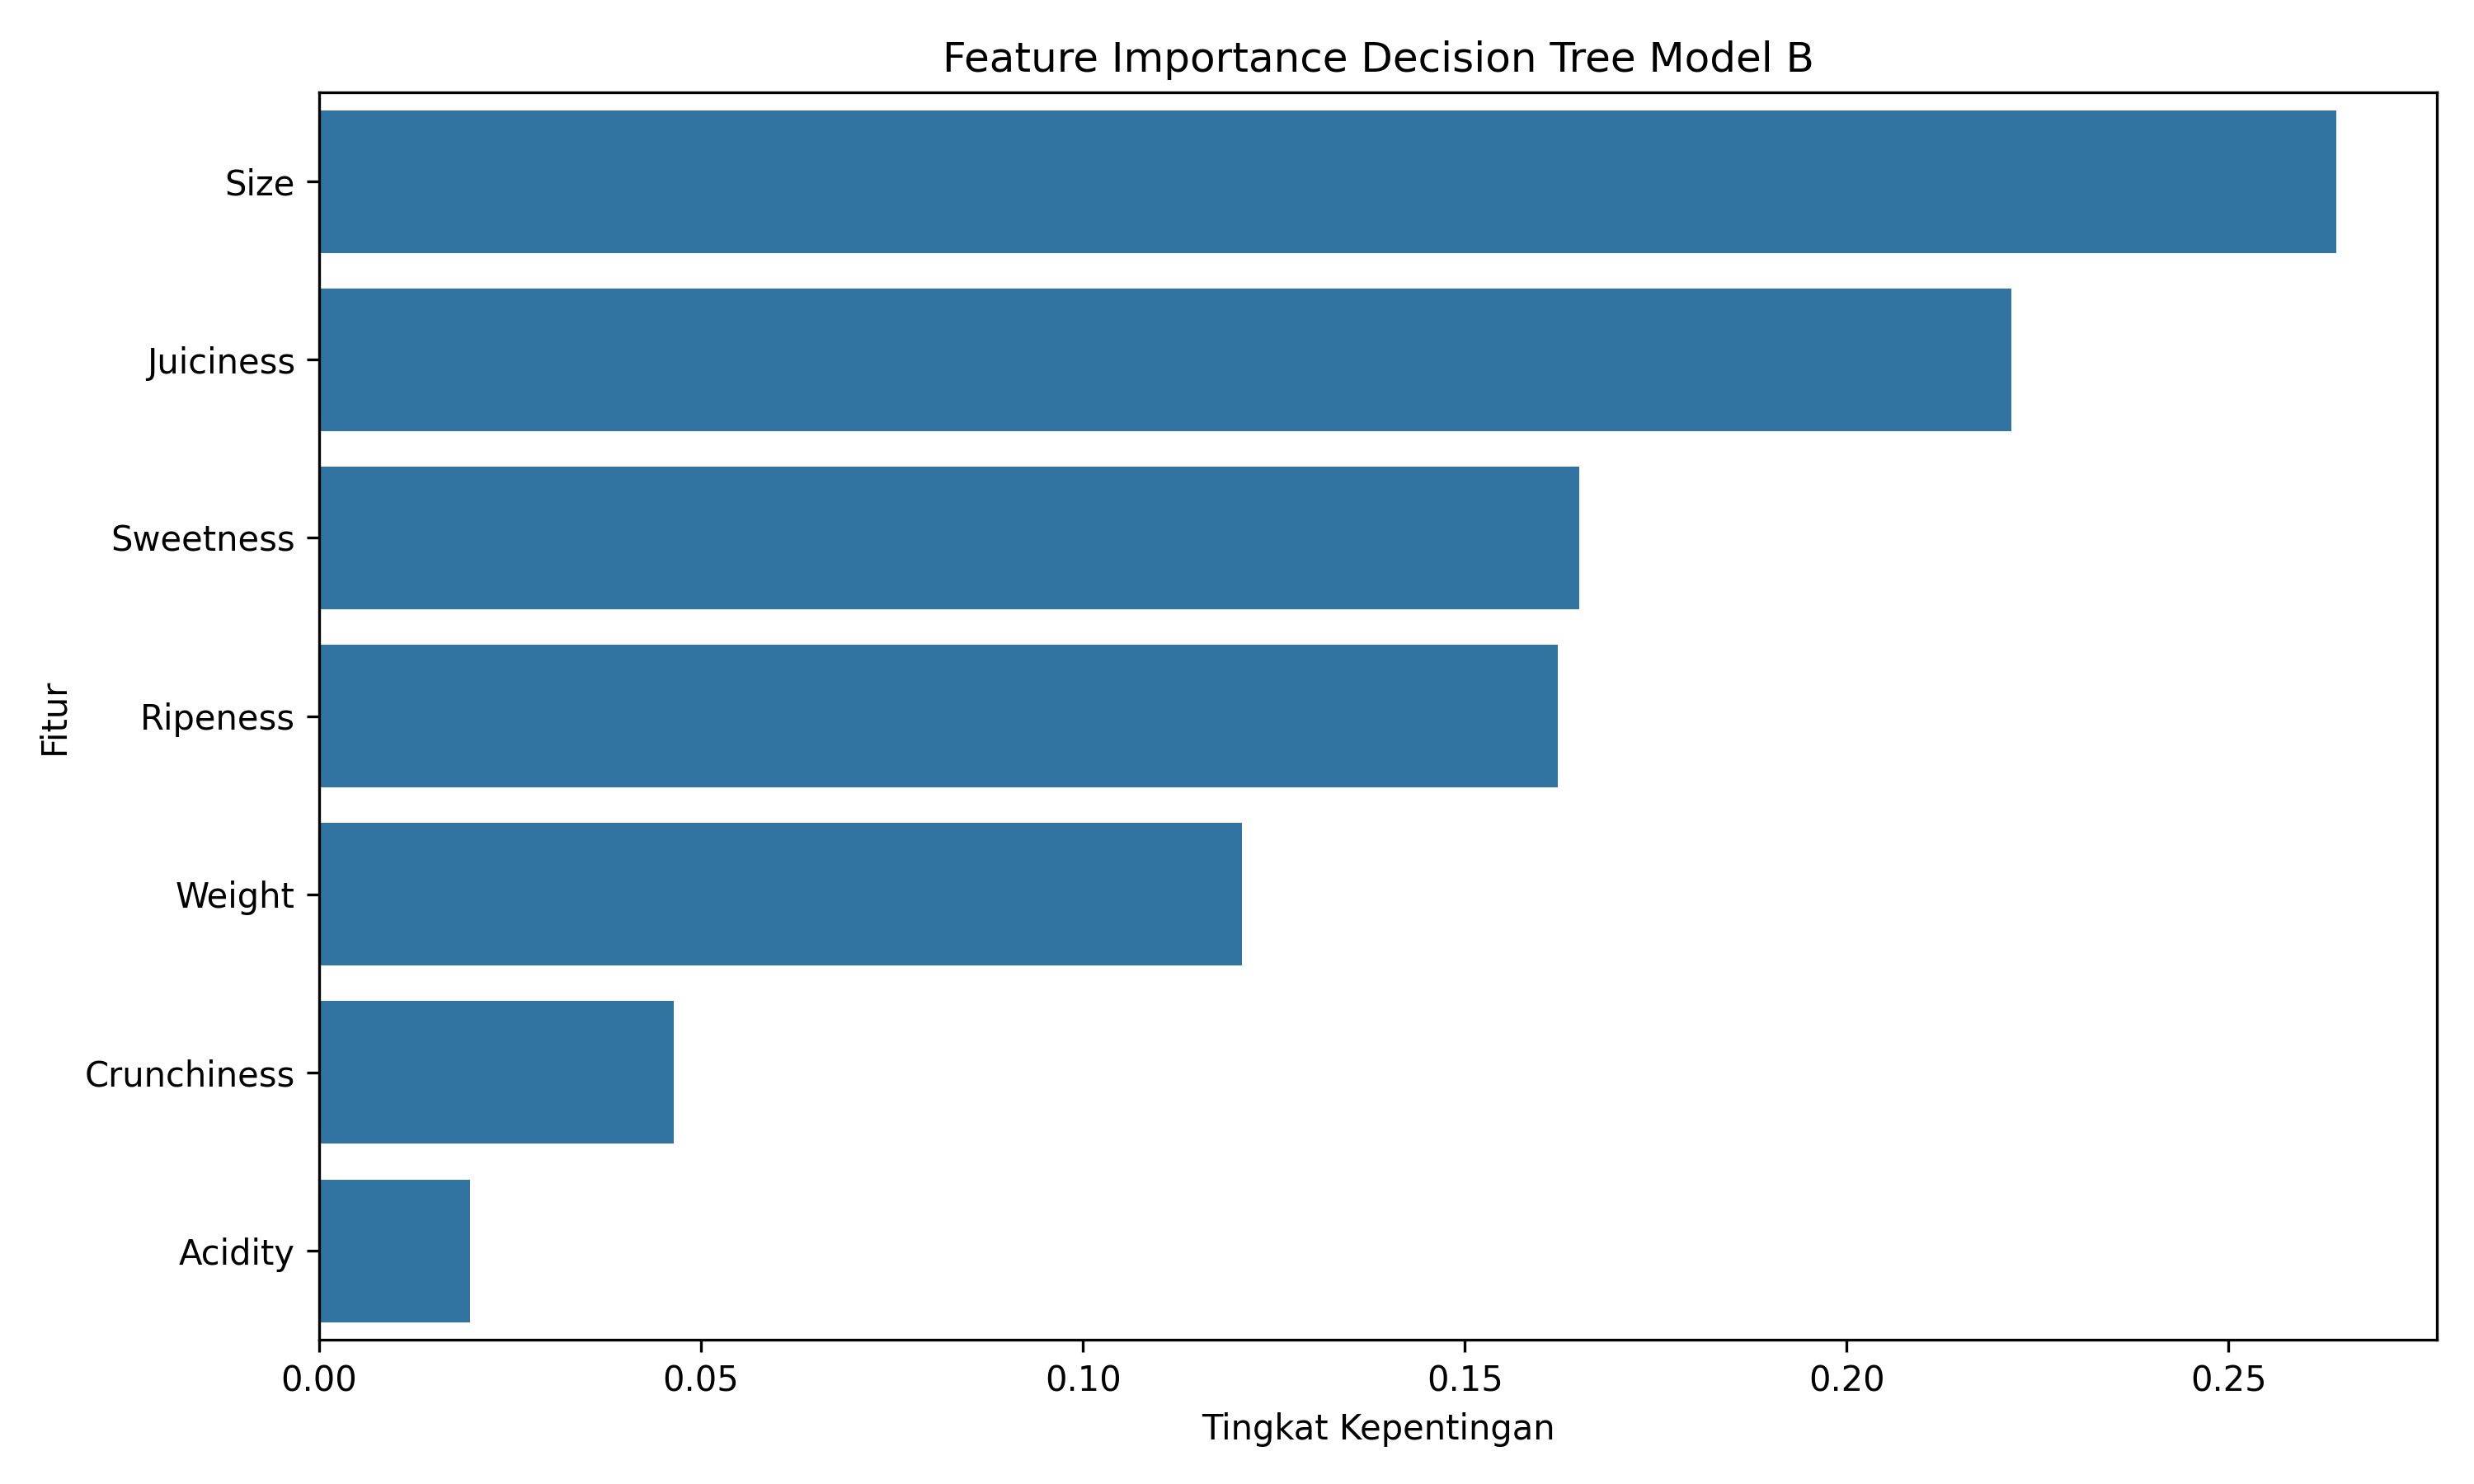 Feature Importance Decision Tree Model B
Fitur
Size
Juiciness
Sweetness
Ripeness
Weight
Crunchiness
Acidity
0.00 0.05 0.10 0.15 0.20 0.25
Tingkat Kepentingan